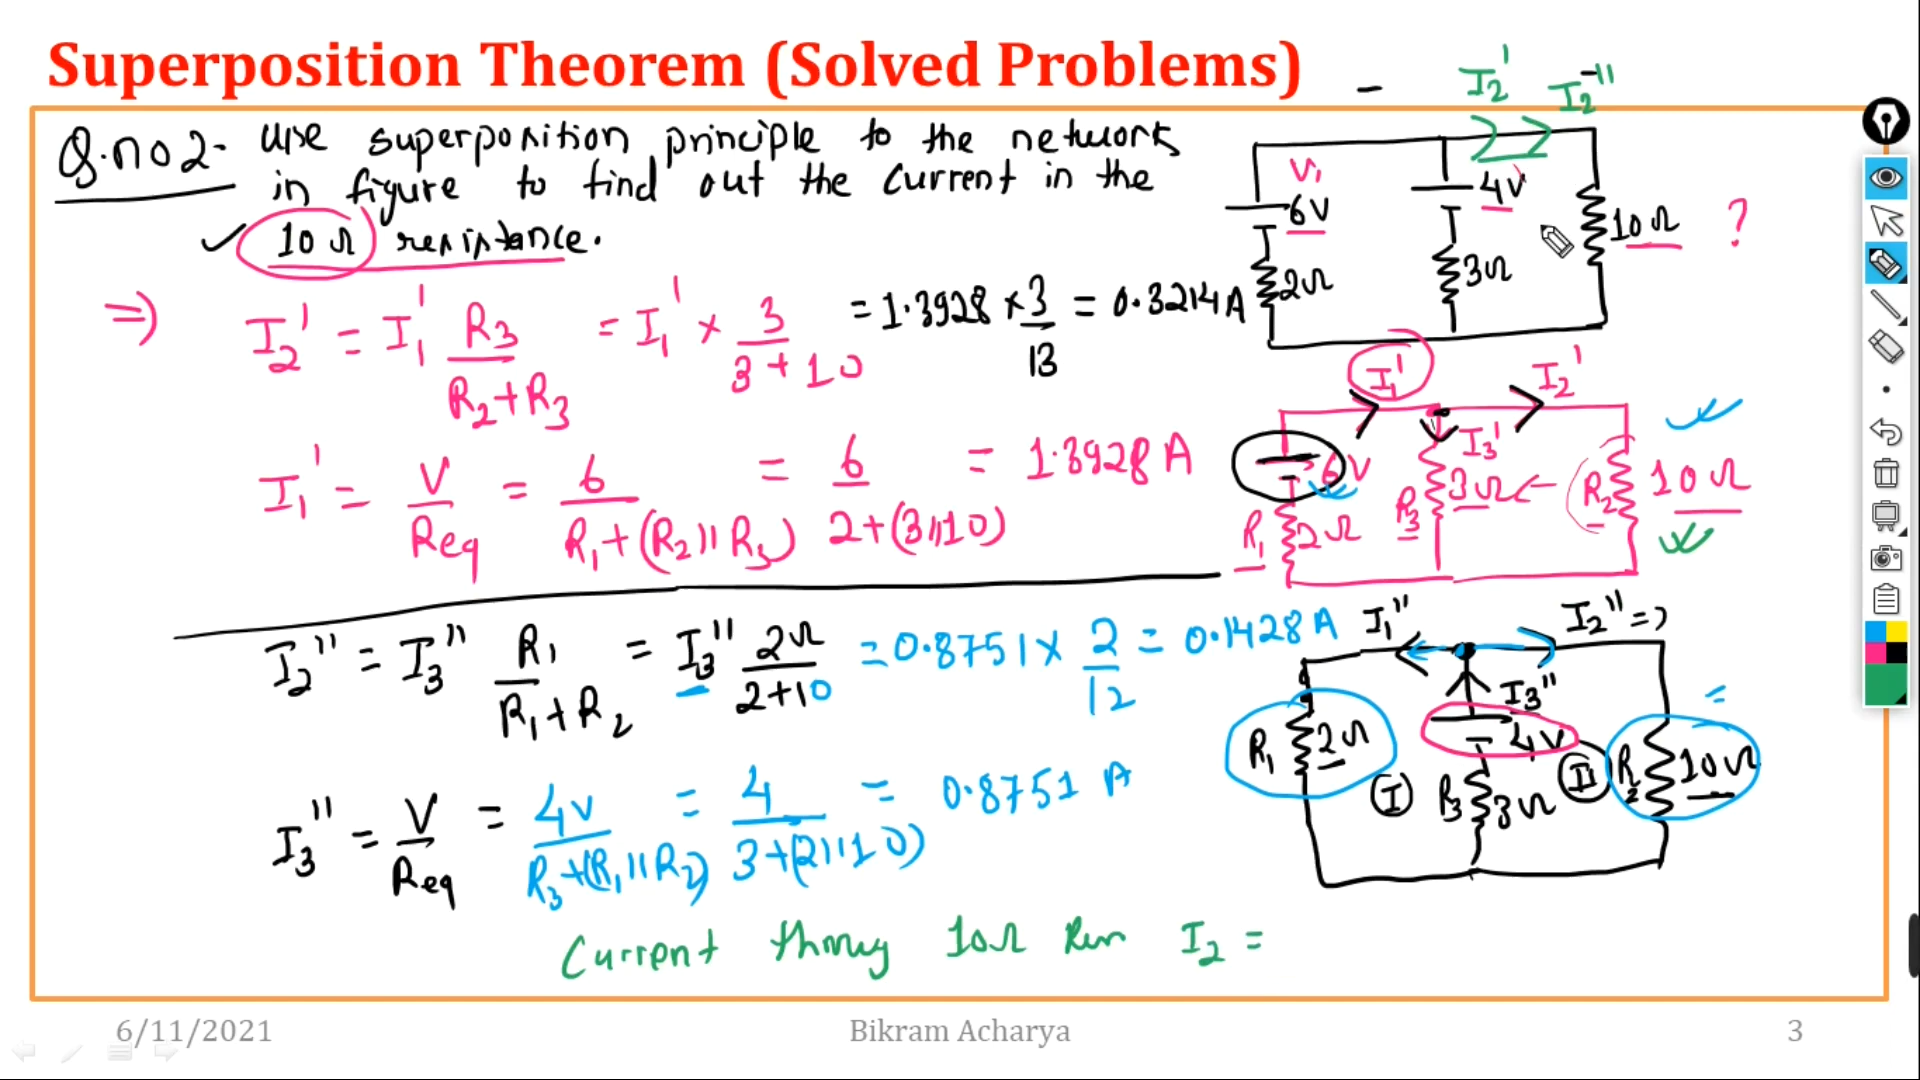 Superposition Theorem (Solved Problems)
Q.no 2- Use superposition principle to the network
in figure to find out the current in the
10Ω resistance.
I2' I2''
V1
6V
4V
2Ω
3Ω
10Ω ?
=> I2' = I1' R3/(R2+R3) = I1' × 3/(3+10) = 1.3928 × 3/13 = 0.3214A
I1' = V/Req = 6/(R1+(R2||R3)) = 6/(2+(3||10)) = 1.3928 A
I1' I2'
I3'
6V
R1 2Ω
R3 3Ω
R2 10Ω
I2'' = I3'' R1/(R1+R2) = I3'' 2Ω/(2+10) = 0.8751 × 2/12 = 0.1428 A
I3'' = V/Req = 4V/(R3+(R1||R2)) = 4/(3+(2||10)) = 0.8751 A
I1'' I2'' = ?
I3''
R1 2Ω
4V
R3 3Ω
I II
R2 10Ω
=
Current 10Ω I2 =
6/11/2021
Bikram Acharya
3